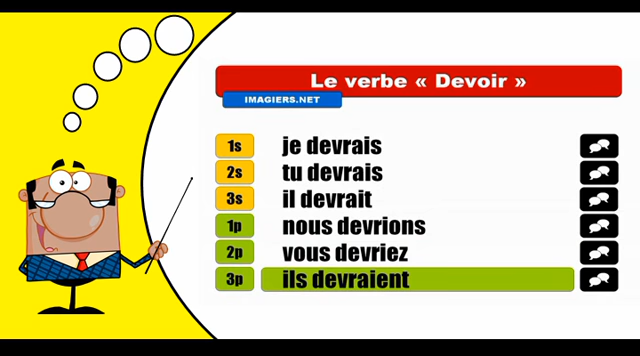 Le verbe « Devoir »
IMAGIERS.NET
1s je devrais
2s tu devrais
3s il devrait
1p nous devrions
2p vous devriez
3p ils devraient